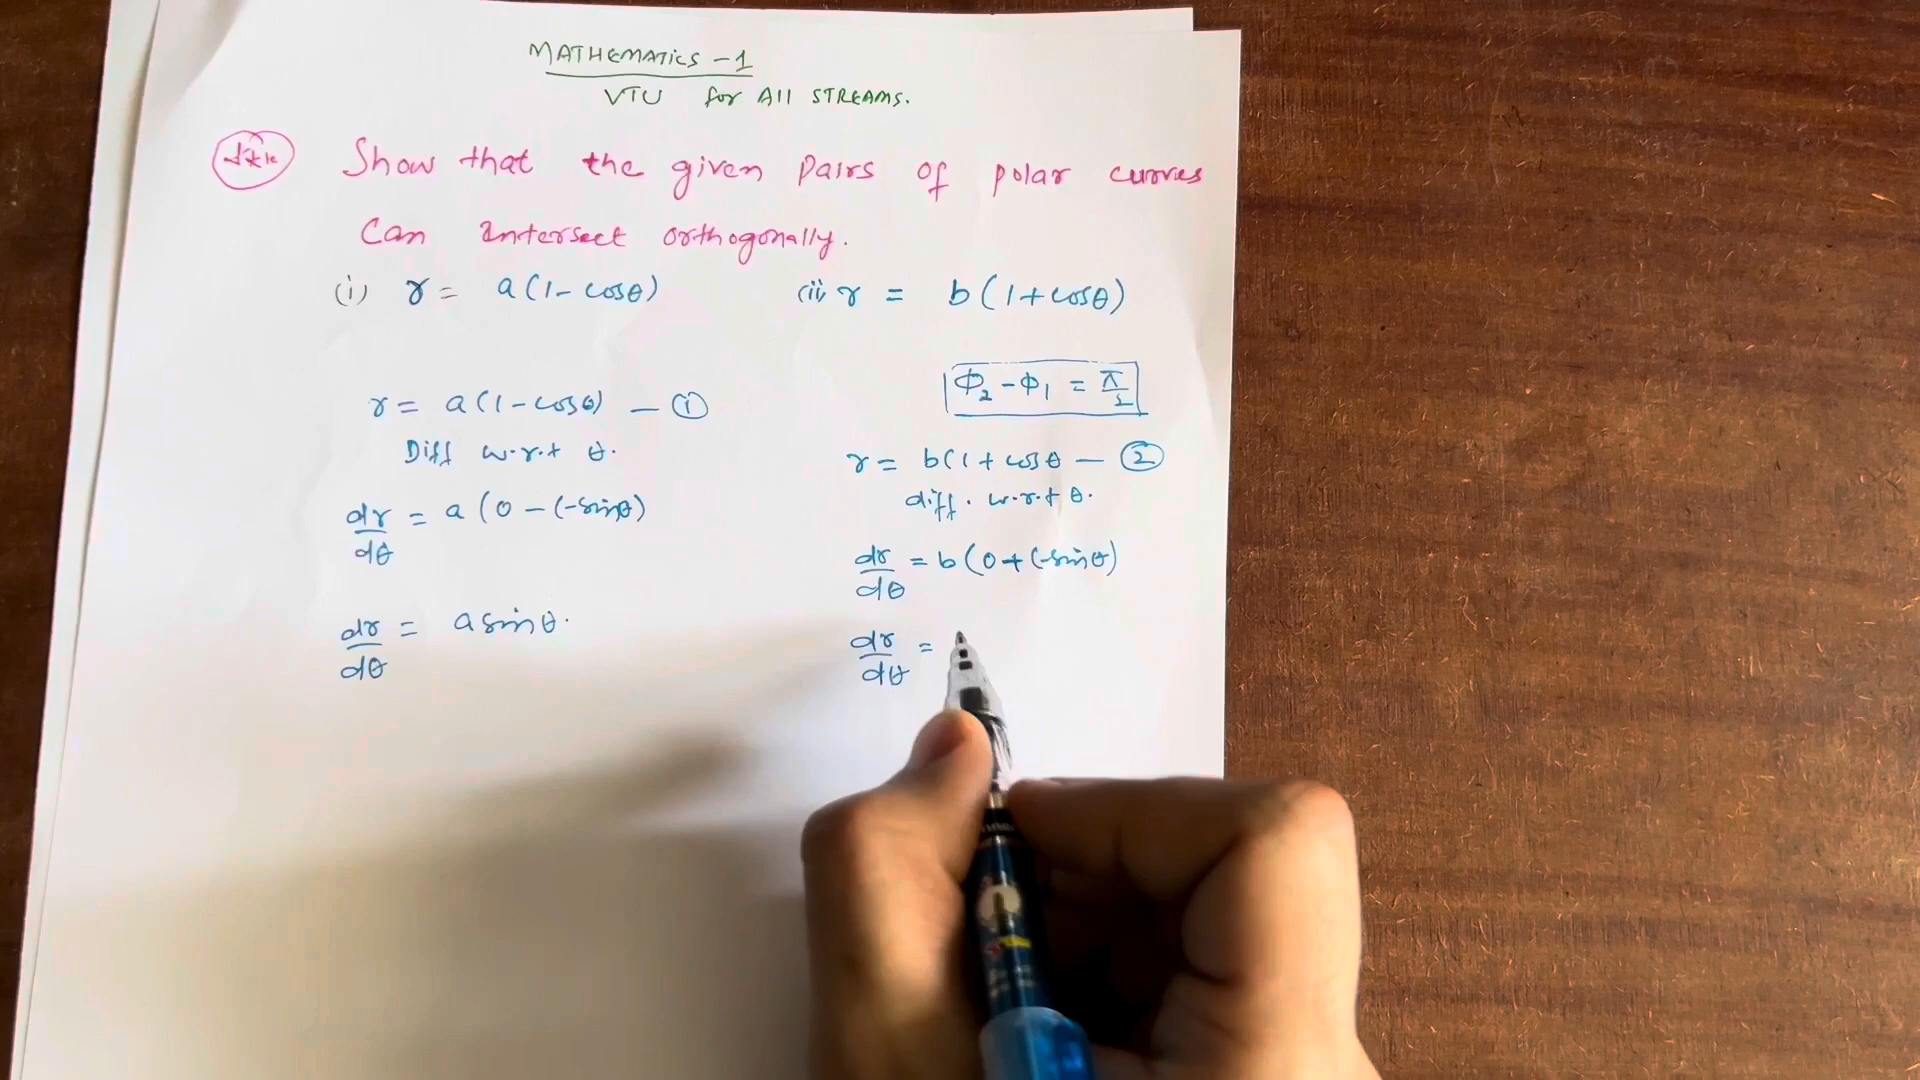 MATHEMATICS - 1
VTU for All STREAMS.
Show that the given pairs of polar curves
Can Intersect orthogonally.
(i) r = a(1 - cosθ) (ii) r = b(1 + cosθ)
Φ₂ - Φ₁ = π/2
r = a(1 - cosθ) — ①
Diff w.r.t θ.
dr/dθ = a(0 - (-sinθ)
dr/dθ = a sinθ.
r = b(1 + cosθ — ②
diff. w.r.t θ.
dr/dθ = b(0 + (-sinθ)
dr/dθ =